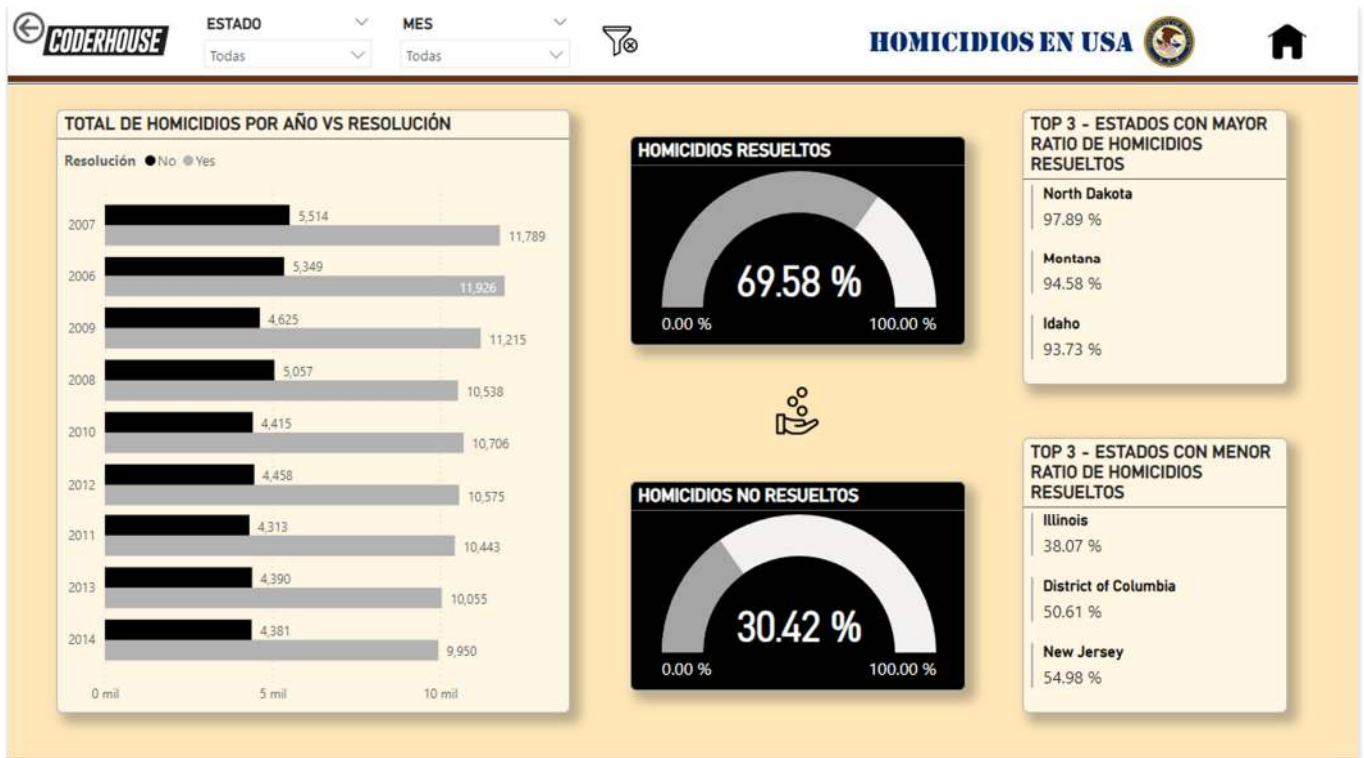 CODERHOUSE
ESTADO
Todas
MES
Todas
HOMICIDIOS EN USA
TOTAL DE HOMICIDIOS POR AÑO VS RESOLUCIÓN
Resolución No Yes
2007
5,514
11,789
2006
5,349
11,926
2009
4,625
11,215
2008
5,057
10,538
2010
4,415
10,706
2012
4,458
10,575
2011
4,313
10,443
2013
4,390
10,055
2014
4,381
9,950
0 mil 5 mil 10 mil
HOMICIDIOS RESUELTOS
69.58 %
0.00 % 100.00 %
HOMICIDIOS NO RESUELTOS
30.42 %
0.00 % 100.00 %
TOP 3 - ESTADOS CON MAYOR
RATIO DE HOMICIDIOS
RESUELTOS
North Dakota
97.89 %
Montana
94.58 %
Idaho
93.73 %
TOP 3 - ESTADOS CON MENOR
RATIO DE HOMICIDIOS
RESUELTOS
Illinois
38.07 %
District of Columbia
50.61 %
New Jersey
54.98 %